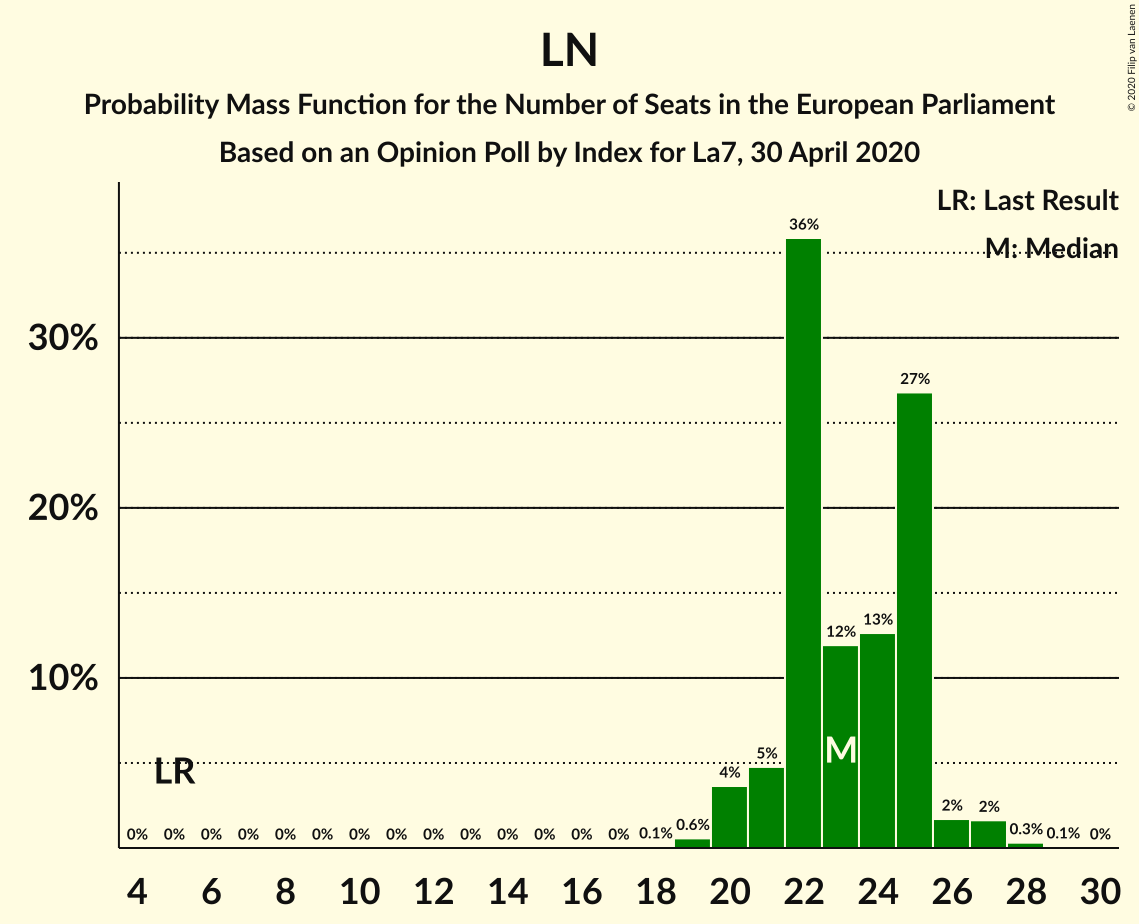 LN
Probability Mass Function for the Number of Seats in the European Parliament
Based on an Opinion Poll by Index for La7, 30 April 2020
© 2020 Filip van Laenen
LR: Last Result
M: Median
36%
30%
27%
20%
13%
12%
10%
M
5%
LR
4%
2% 2%
0% 0% 0% 0% 0% 0% 0% 0% 0% 0% 0% 0% 0% 0% 0.1% 0.6% 0.3% 0.1% 0%
4 6 8 10 12 14 16 18 20 22 24 26 28 30